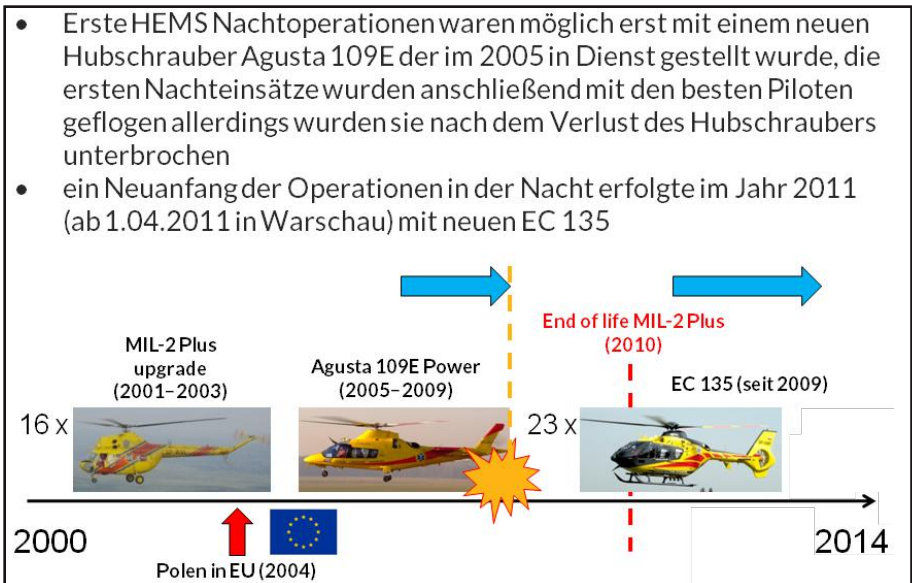 • Erste HEMS Nachtoperationen waren möglich erst mit einem neuen
Hubschrauber Agusta 109E der im 2005 in Dienst gestellt wurde, die
ersten Nachteinsätze wurden anschließend mit den besten Piloten
geflogen allerdings wurden sie nach dem Verlust des Hubschraubers
unterbrochen
• ein Neuanfang der Operationen in der Nacht erfolgte im Jahr 2011
(ab 1.04.2011 in Warschau) mit neuen EC 135
End of life MIL-2 Plus
(2010)
MIL-2 Plus
upgrade
(2001–2003)
Agusta 109E Power
(2005–2009)
EC 135 (seit 2009)
16 x
23 x
2000
2014
Polen in EU (2004)